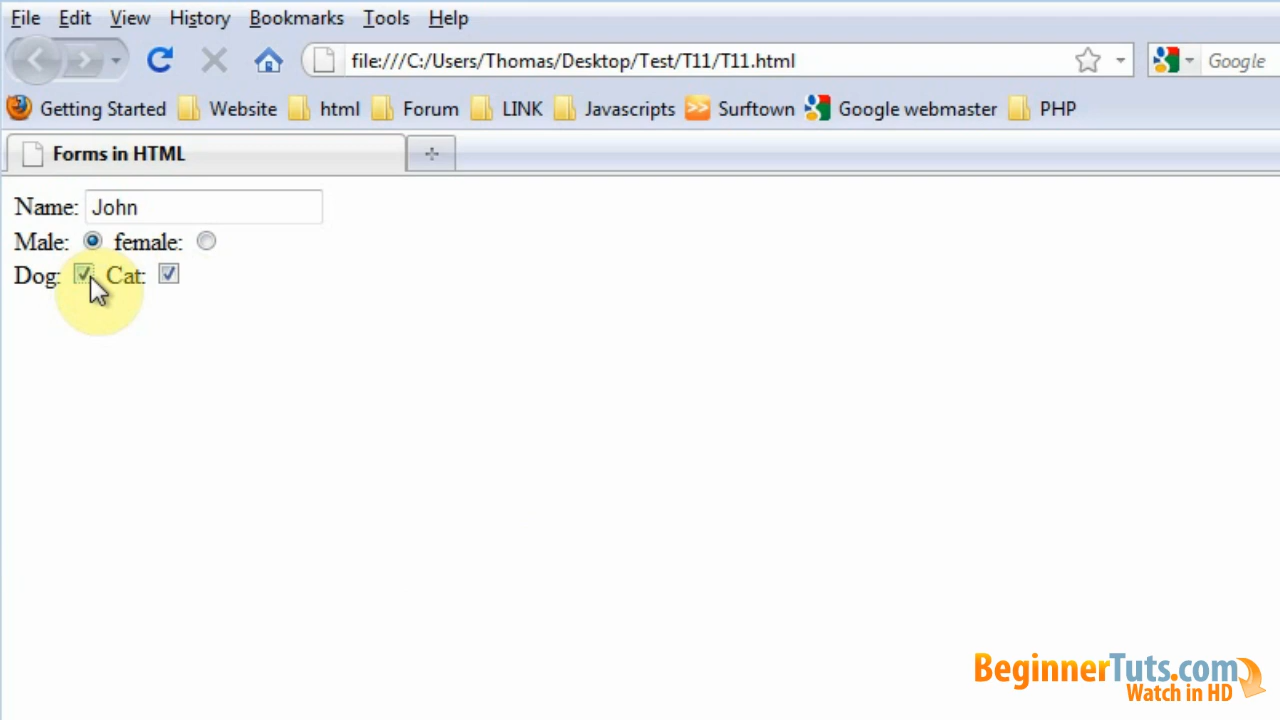 File Edit View History Bookmarks Tools Help
file:///C:/Users/Thomas/Desktop/Test/T11/T11.html Google
Getting Started Website html Forum LINK Javascripts Surftown Google webmaster PHP
Forms in HTML
Name: John
Male: female:
Dog: Cat:
BeginnerTuts.com
Watch in HD